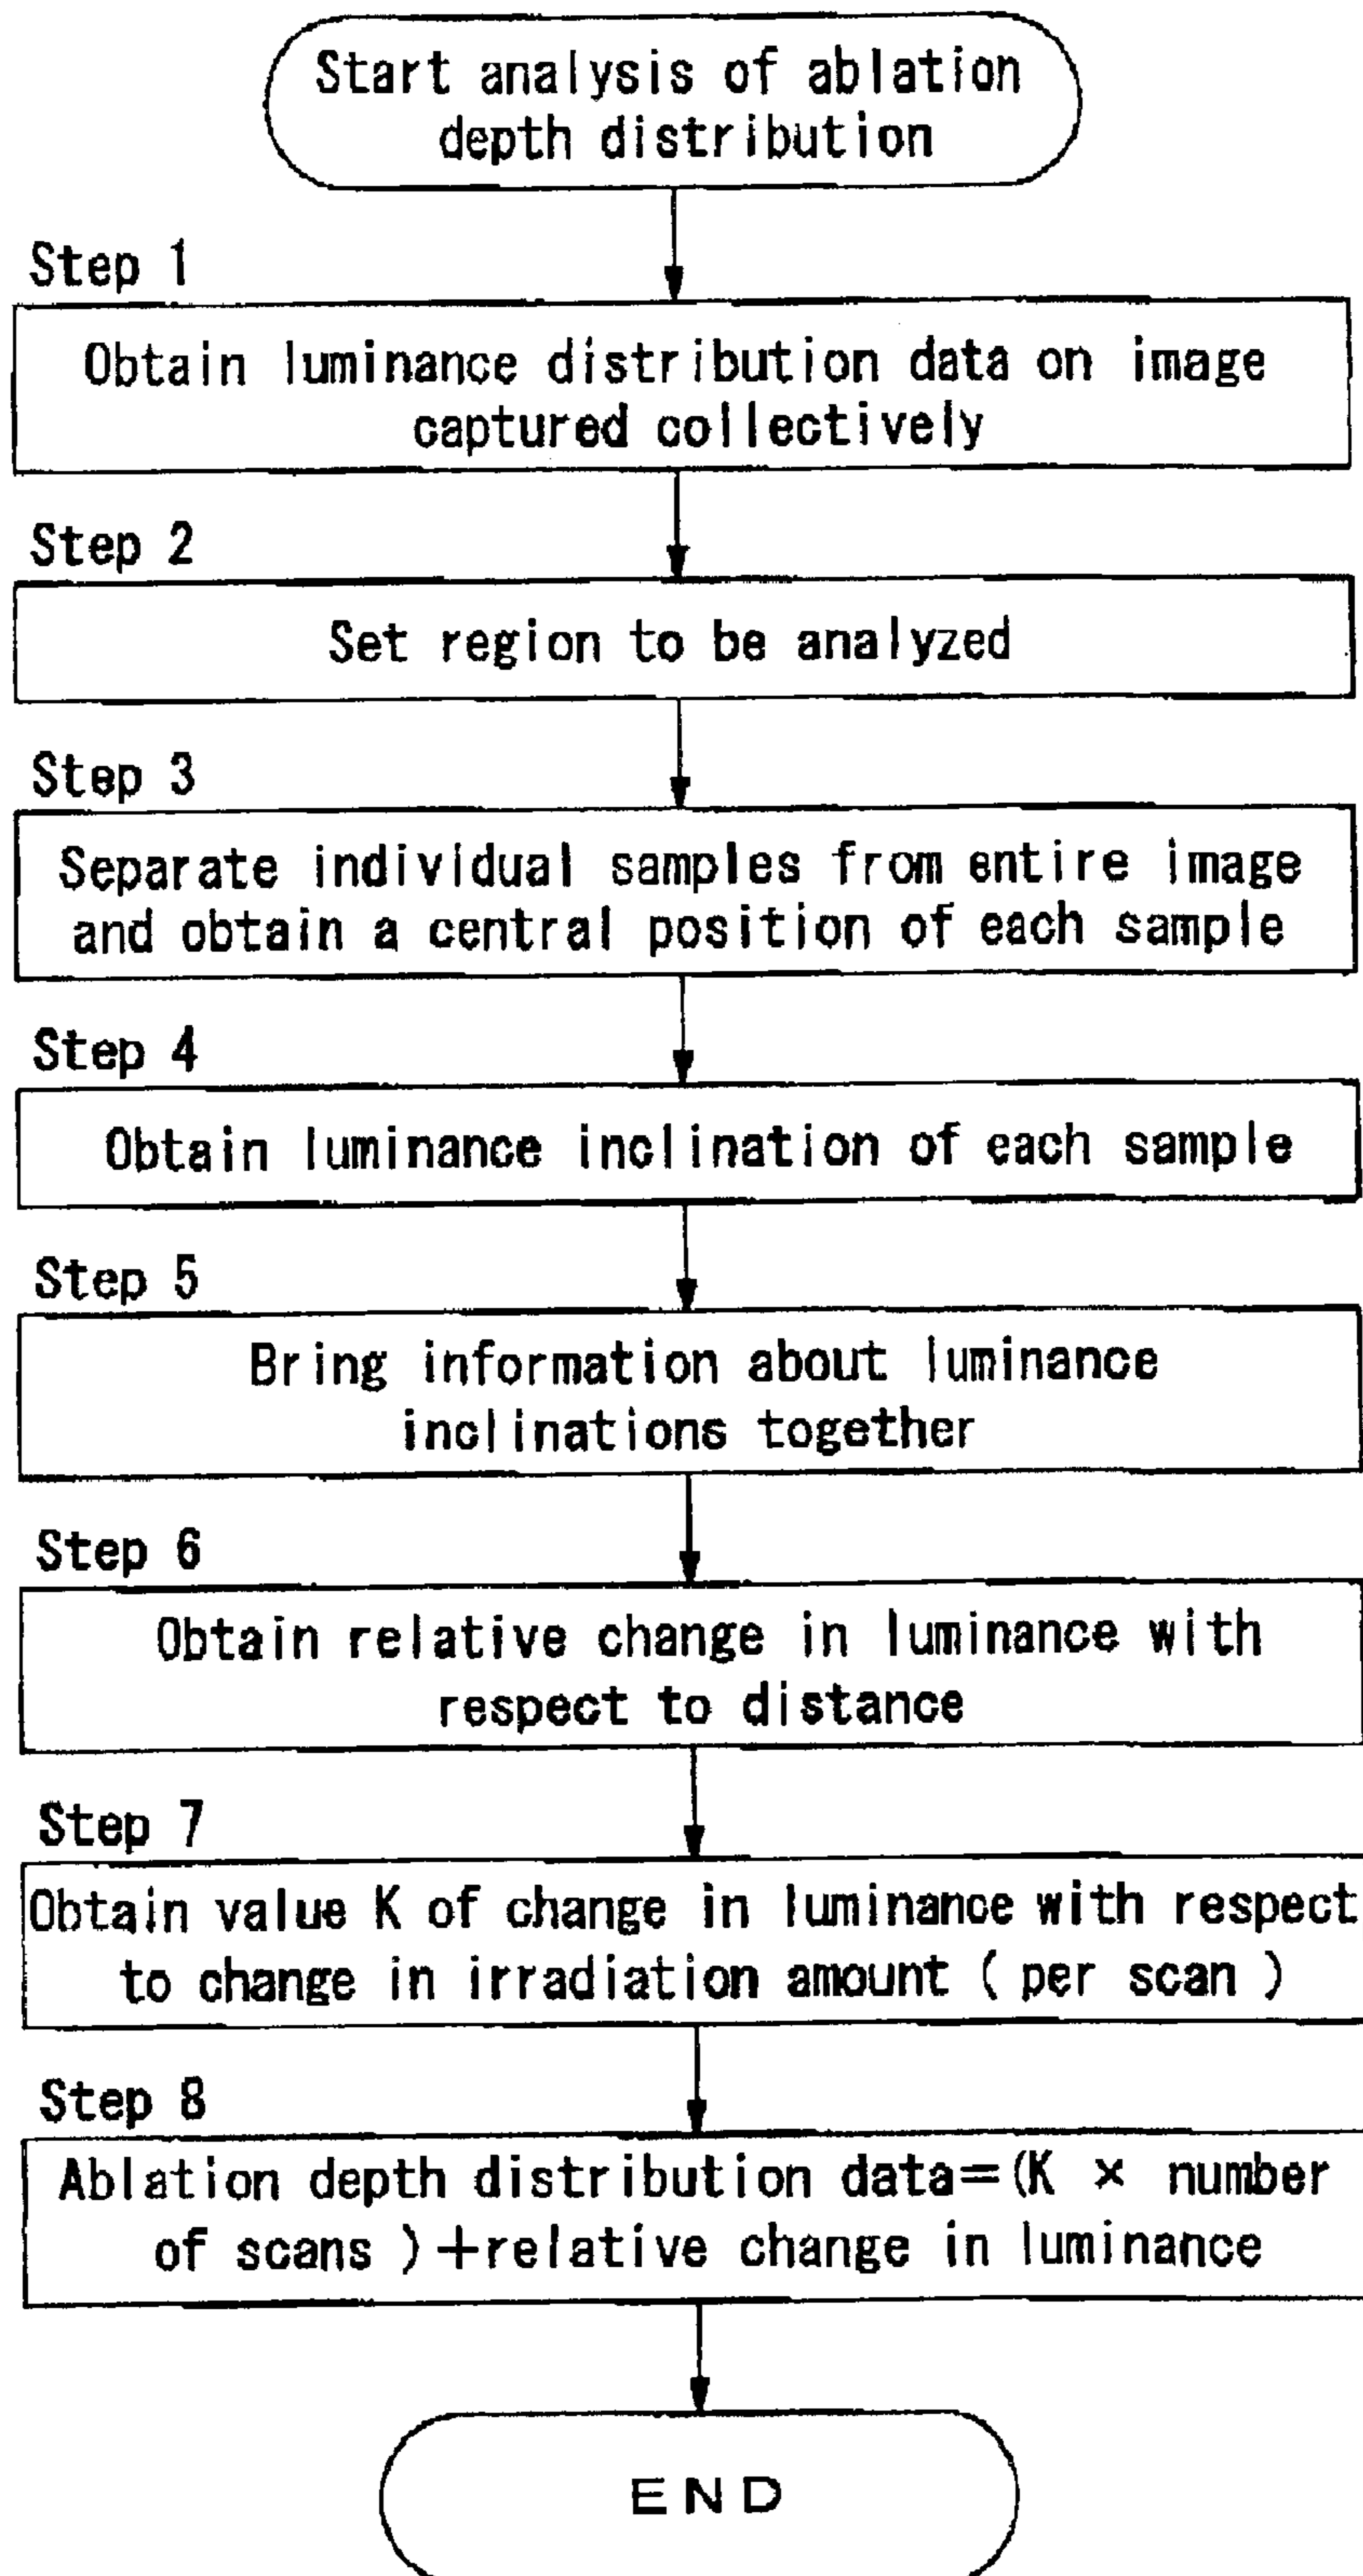 Start analysis of ablation
depth distribution
Step 1
Obtain luminance distribution data on image
captured collectively
Step 2
Set region to be analyzed
Step 3
Separate individual samples from entire image
and obtain a central position of each sample
Step 4
Obtain luminance inclination of each sample
Step 5
Bring information about luminance
inclinations together
Step 6
Obtain relative change in luminance with
respect to distance
Step 7
Obtain value K of change in luminance with respect
to change in irradiation amount ( per scan )
Step 8
Ablation depth distribution data=(K × number
of scans )+relative change in luminance
END